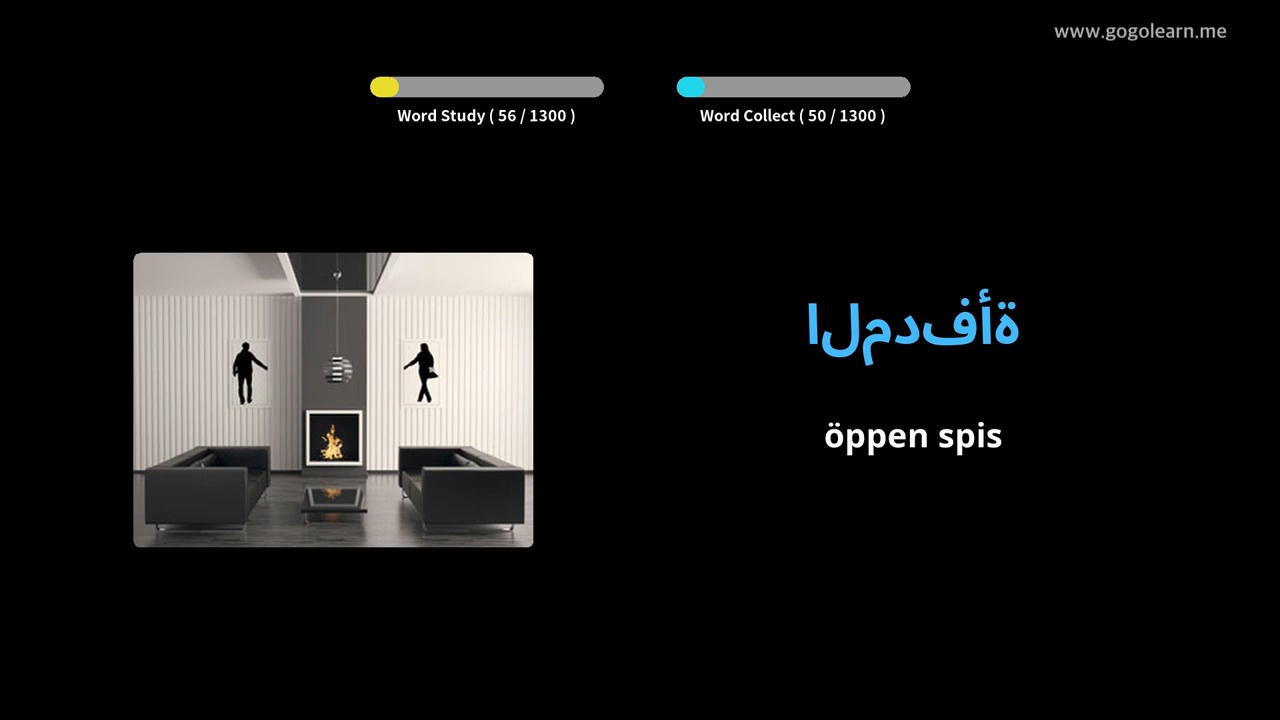 www.gogolearn.me
Word Study ( 56 / 1300 )
Word Collect ( 50 / 1300 )
المدفأة
öppen spis